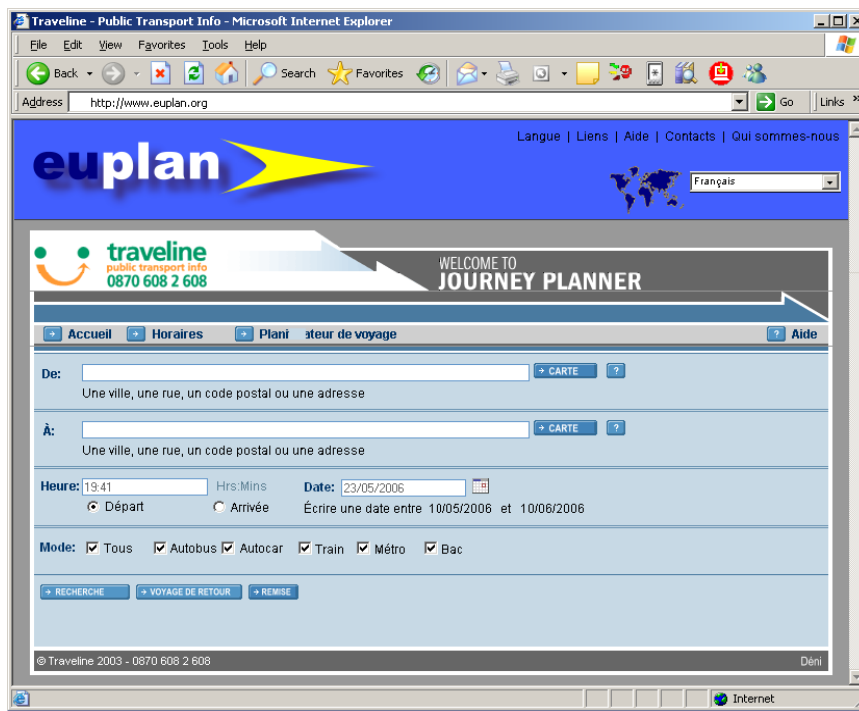 Traveline - Public Transport Info - Microsoft Internet Explorer
File Edit View Favorites Tools Help
Back Search Favorites
Address http://www.euplan.org Go Links »
Langue | Liens | Aide | Contacts | Qui sommes-nous
euplan
Français
traveline
public transport info
0870 608 2 608
WELCOME TO
JOURNEY PLANNER
Accueil Horaires Plani ateur de voyage ? Aide
De: CARTE ?
Une ville, une rue, un code postal ou une adresse
À: CARTE ?
Une ville, une rue, un code postal ou une adresse
Heure: 19:41 Hrs:Mins Date: 23/05/2006
Départ Arrivée Écrire une date entre 10/05/2006 et 10/06/2006
Mode: Tous Autobus Autocar Train Métro Bac
RECHERCHE VOYAGE DE RETOUR REMISE
© Traveline 2003 - 0870 608 2 608 Déni
Internet